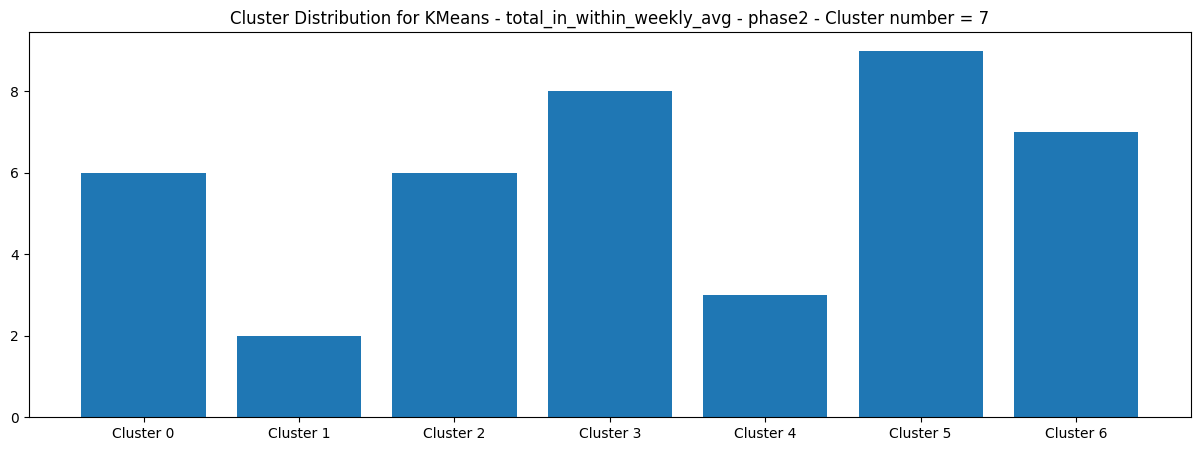 Cluster Distribution for KMeans - total_in_within_weekly_avg - phase2 - Cluster number = 7
8
6
4
2
0
Cluster 0 Cluster 1 Cluster 2 Cluster 3 Cluster 4 Cluster 5 Cluster 6